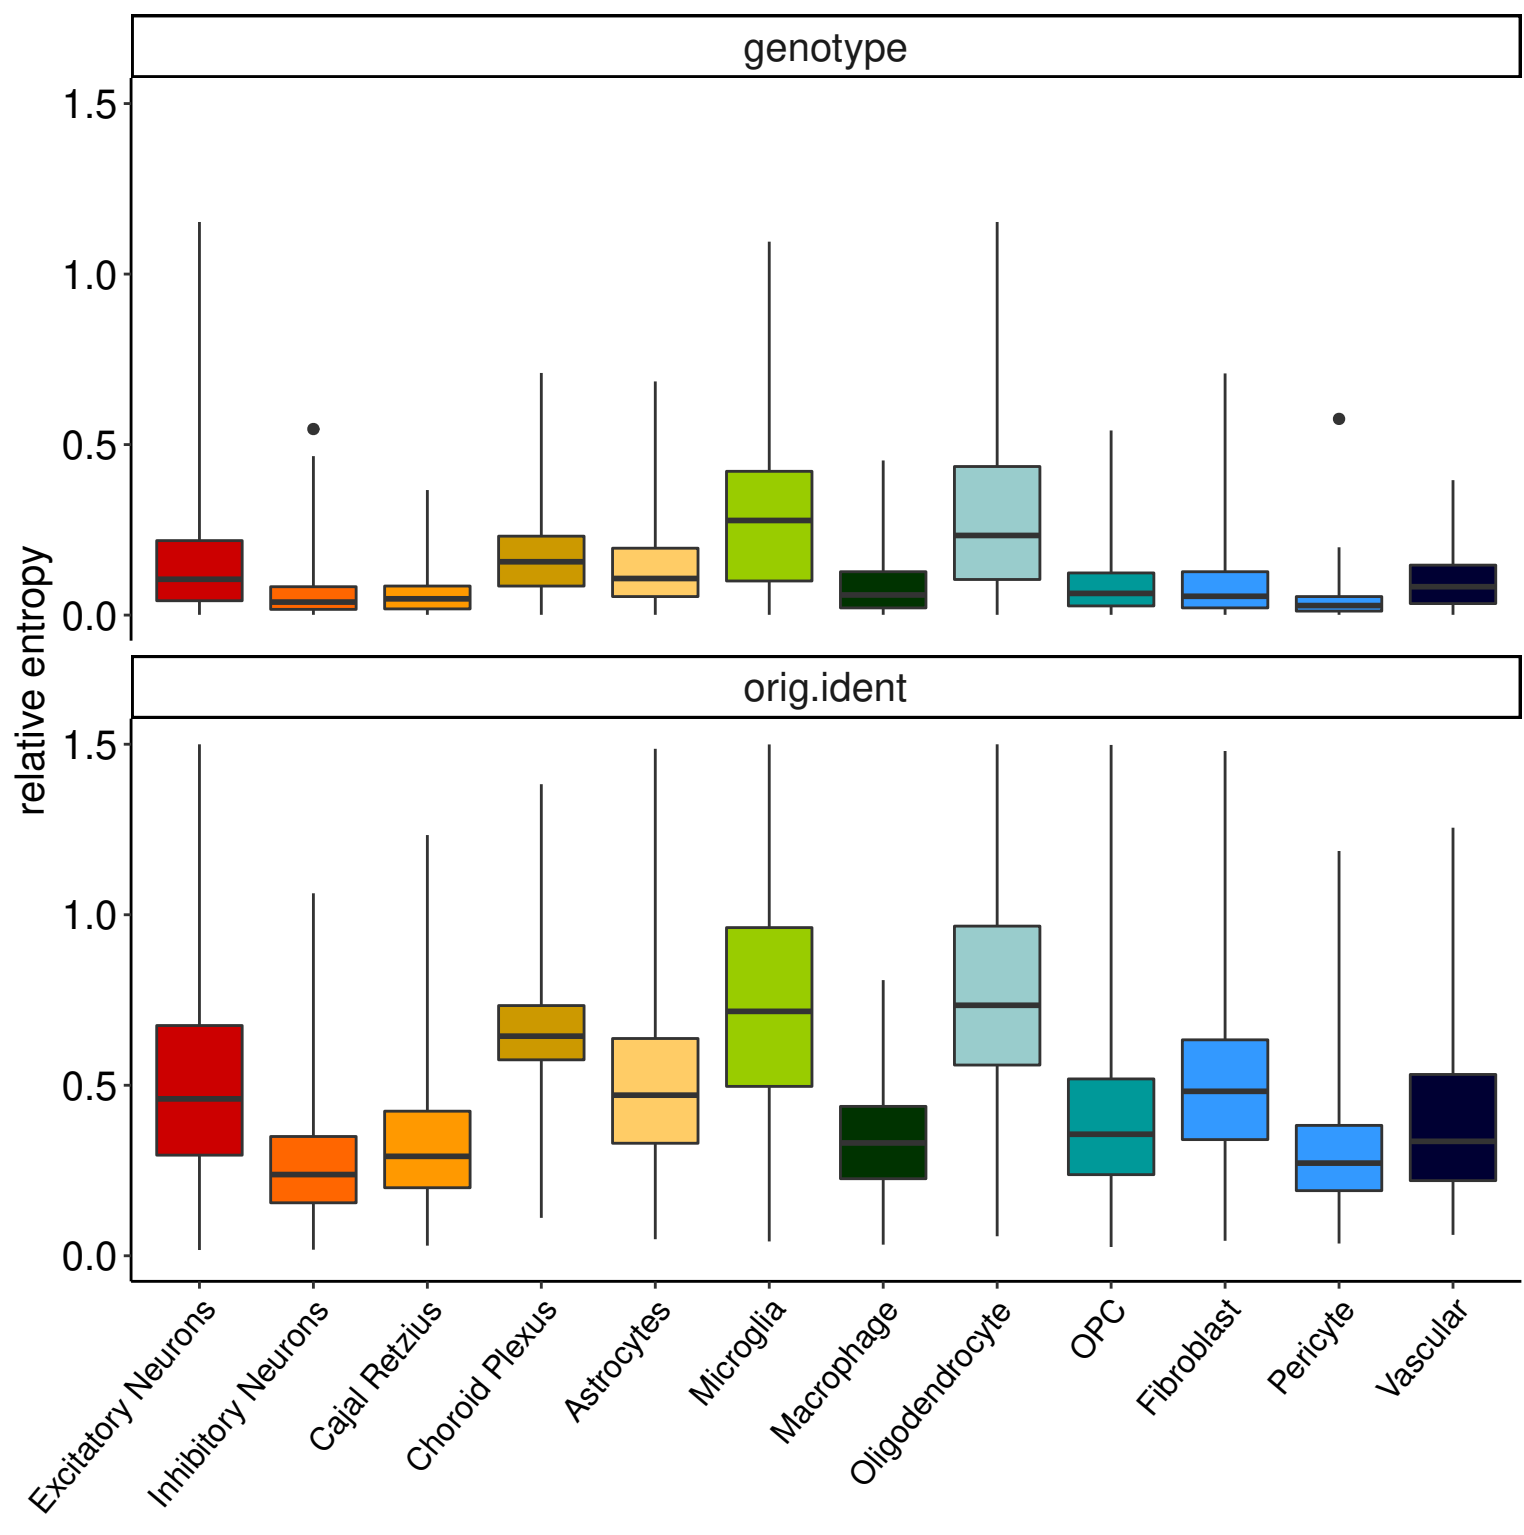 genotype
1.5
1.0
0.5
0.0
relative entropy
orig.ident
1.5
1.0
0.5
0.0
Excitatory Neurons
Inhibitory Neurons
Cajal Retzius
Choroid Plexus
Astrocytes
Microglia
Macrophage
Oligodendrocyte
OPC
Fibroblast
Pericyte
Vascular